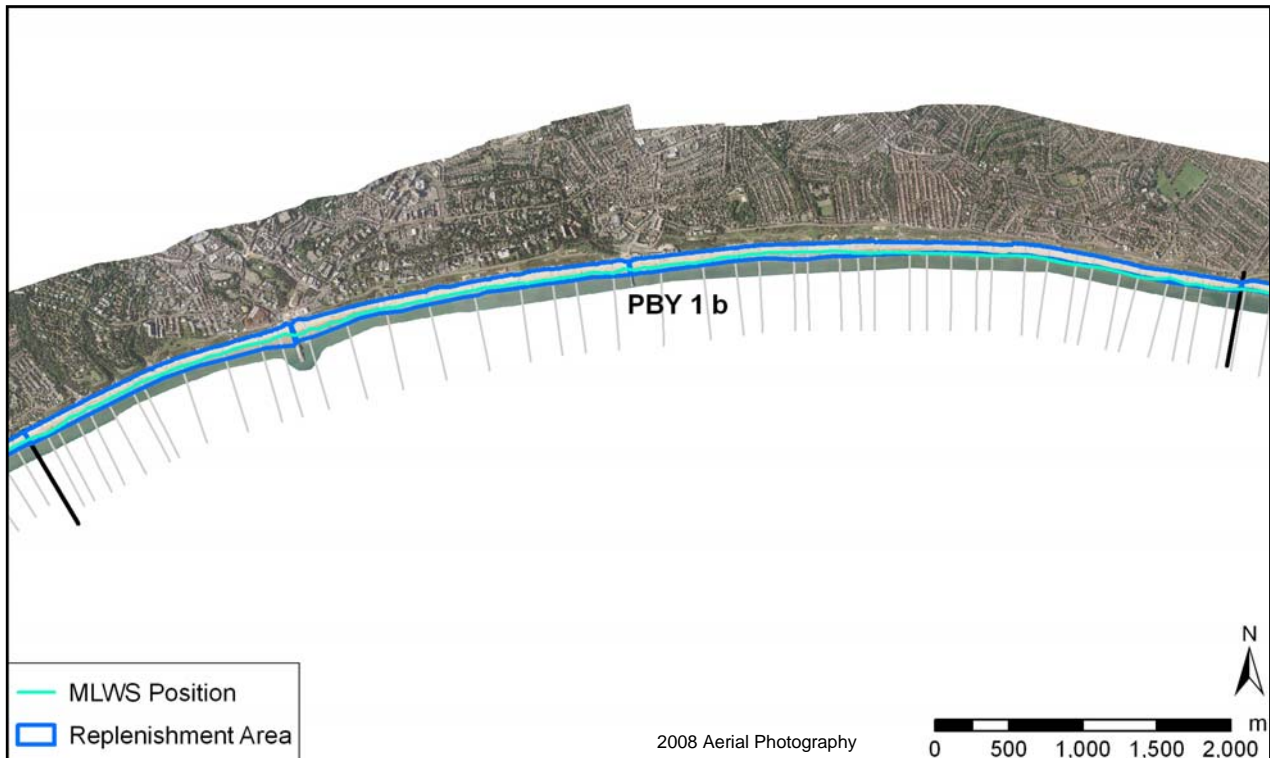 PBY 1 b
N
MLWS Position
Replenishment Area
2008 Aerial Photography
m
0 500 1,000 1,500 2,000